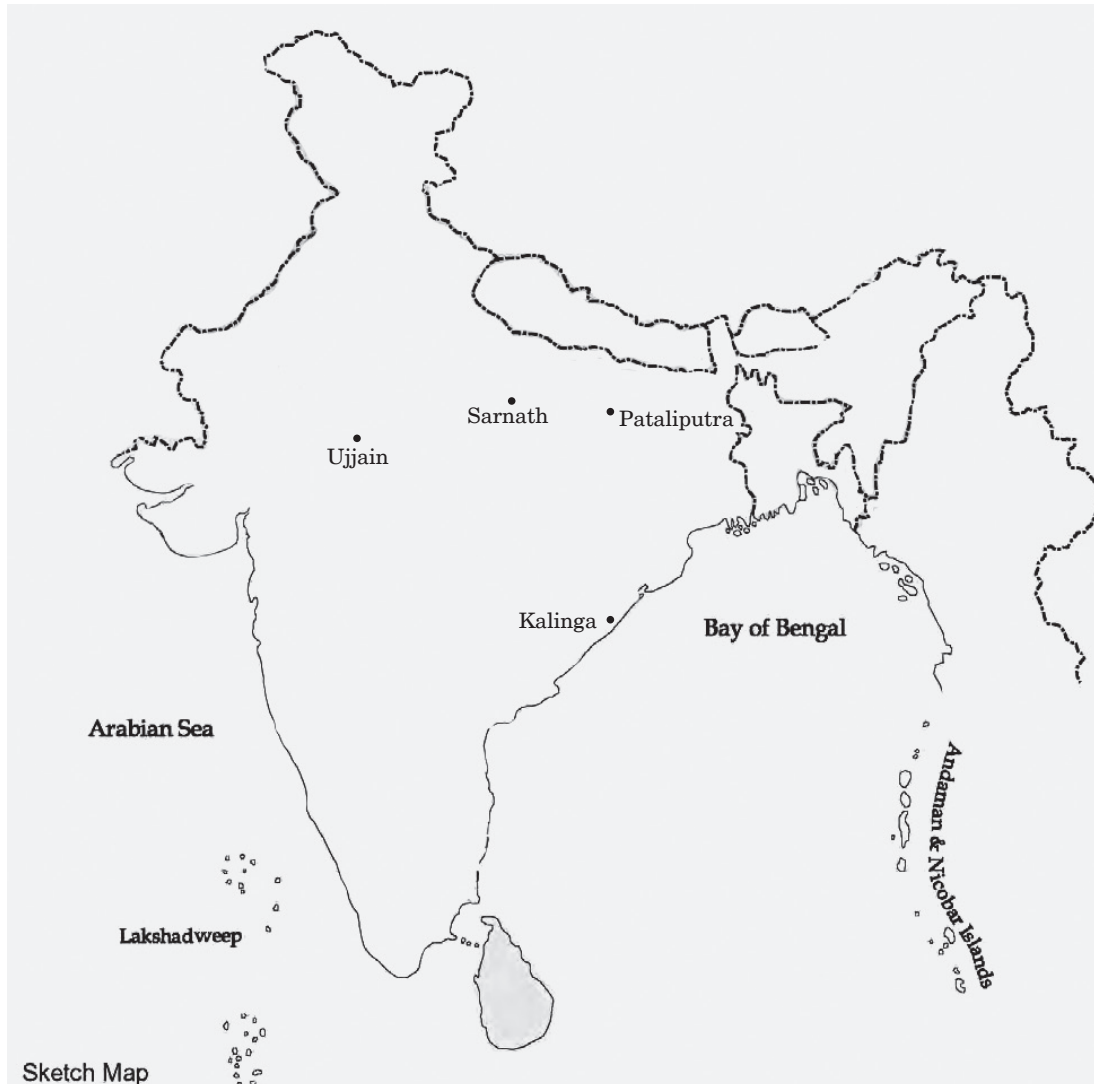 Sarnath
Pataliputra
Ujjain
Kalinga
Bay of Bengal
Arabian Sea
Andaman & Nicobar Islands
Lakshadweep
Sketch Map